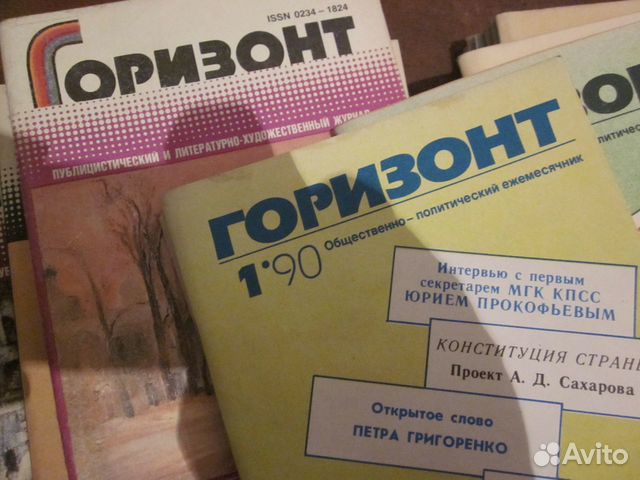 ISSN 0234-1824
ГОРИЗОНТ
ПУБЛИЦИСТИЧЕСКИЙ И ЛИТЕРАТУРНО-ХУДОЖЕСТВЕННЫЙ ЖУРНАЛ
ГОРИЗОНТ
Общественно-политический ежемесячник
1·90
Интервью с первым
секретарем МГК КПСС
ЮРИЕМ ПРОКОФЬЕВЫМ
КОНСТИТУЦИЯ СТРАНЫ
Проект А. Д. Сахарова
Открытое слово
ПЕТРА ГРИГОРЕНКО
Avito